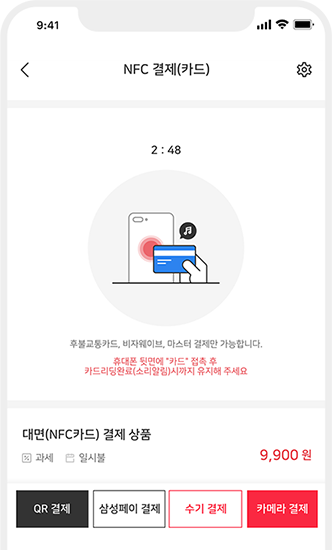 9:41
NFC 결제(카드)
2 : 48
후불교통카드, 비자웨이브, 마스터 결제만 가능합니다.
휴대폰 뒷면에 "카드" 접촉 후
카드리딩완료(소리알림)시까지 유지해 주세요
대면(NFC카드) 결제 상품
과세 일시불 9,900 원
QR 결제 삼성페이 결제 수기 결제 카메라 결제